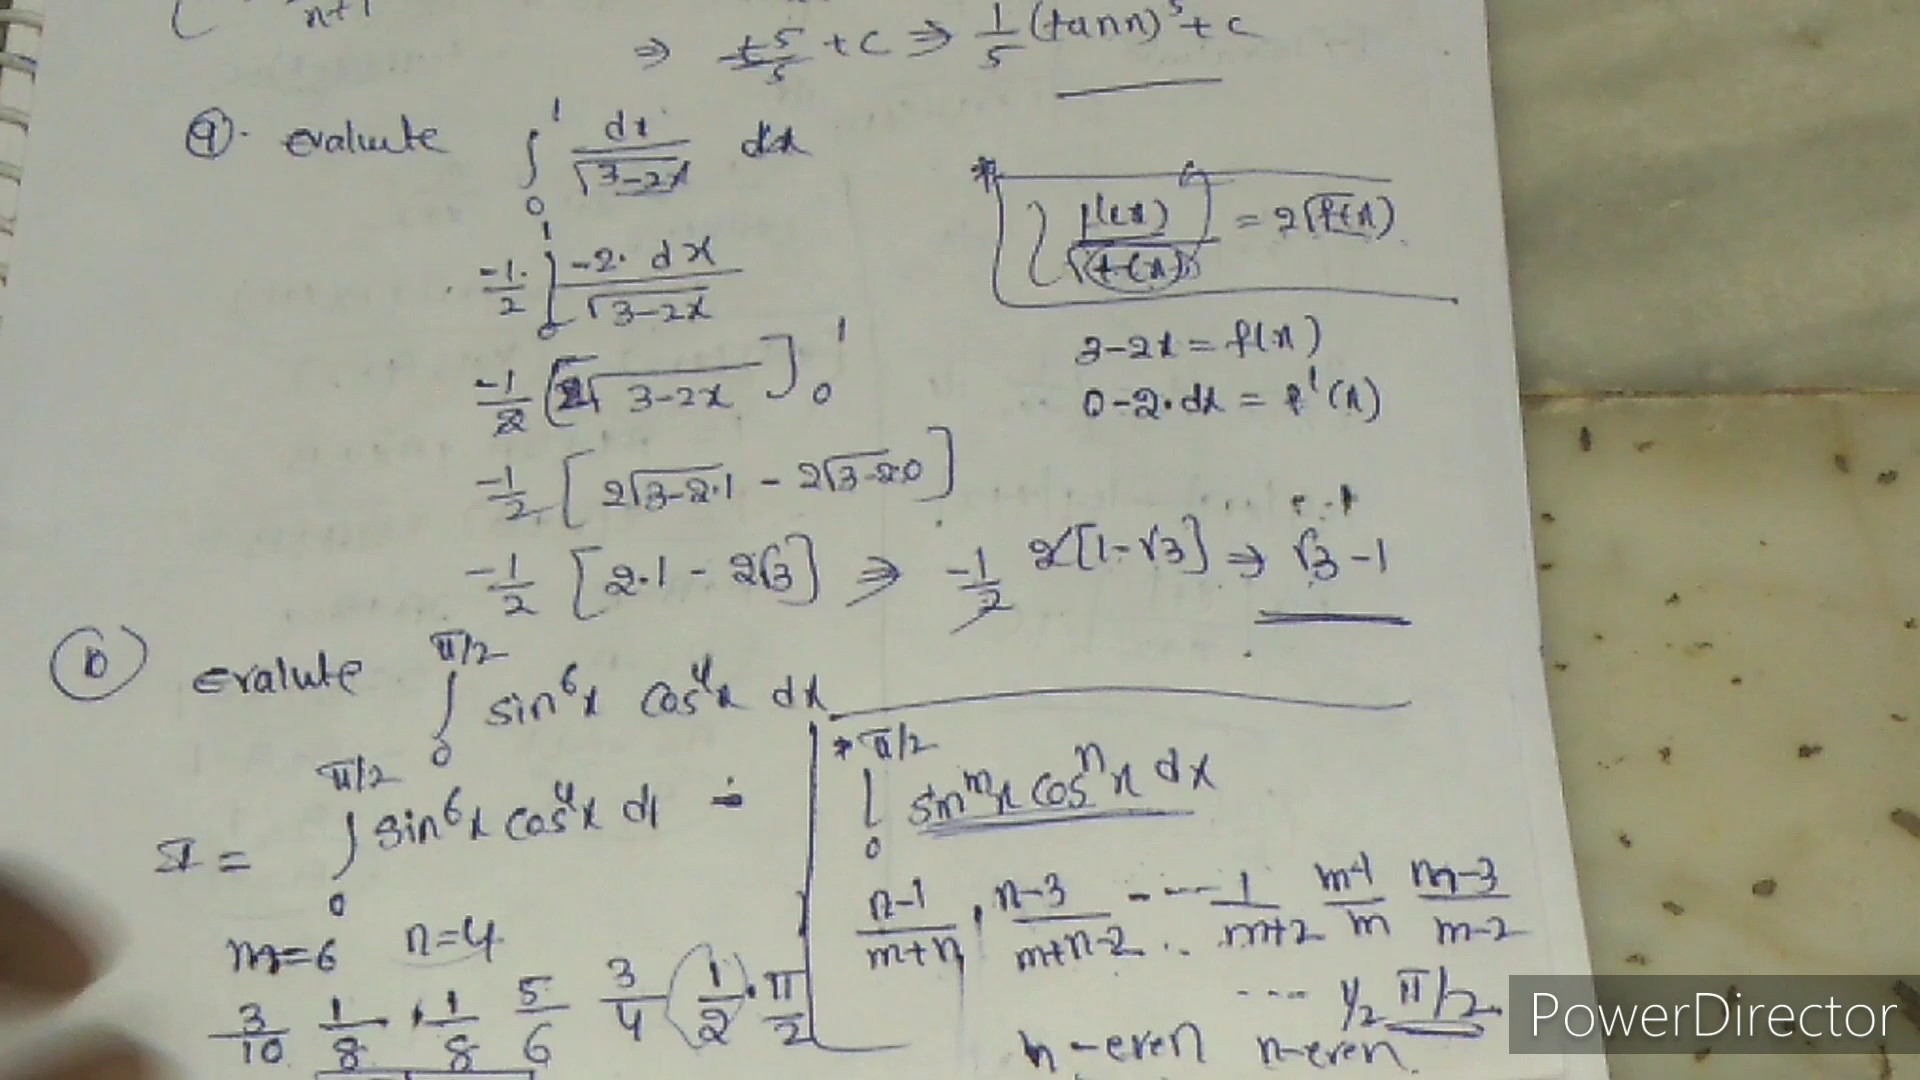 n+1
⇒ t⁵/5 + c ⇒ 1/5 (tan x)⁵ + c
9. evaluate ∫₀¹ dx/√(3-2x) dx
-1/2 ∫₀¹ -2. dx/√(3-2x)
* ∫ f'(x)/√(f(x)) = 2√f(x)
3-2x = f(x)
-1/2 [2√(3-2x)]₀¹
0-2.dx = f'(x)
-1/2 [2√(3-2.1) - 2√(3-2.0)]
-1/2 [2.1 - 2√3] ⇒ -1/2 2[1-√3] ⇒ √3-1
10 evalute ∫₀^π/2 sin⁶x cos⁴x dx
I = ∫₀^π/2 sin⁶x cos⁴x dx
* ∫₀^π/2 sinᵐx cosⁿx dx
m=6 n=4
n-1/m+n . n-3/m+n-2 ---- 1/m+2 m-1/m m-3/m-2
---- 1/2 π/2
3/10 1/8 . 1/8 5/6 3/4 (1/2) . π/2
m-even n-even
PowerDirector